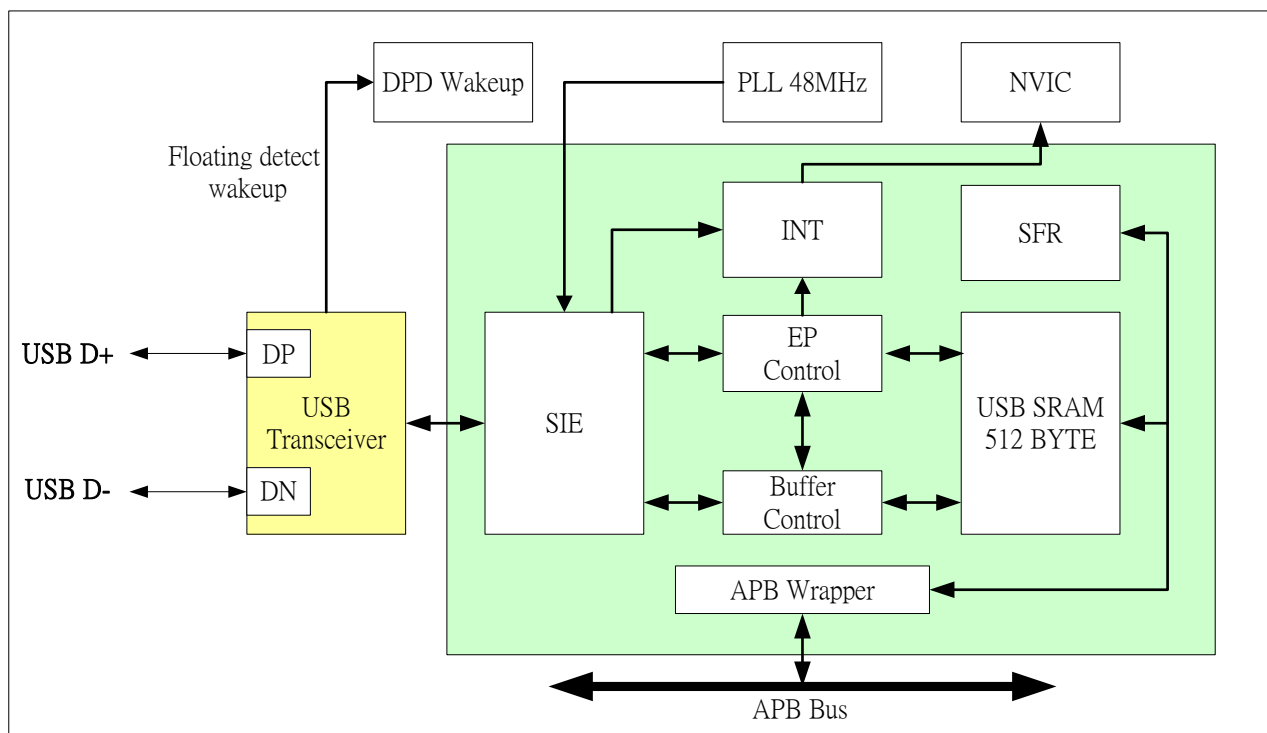 DPD Wakeup
PLL 48MHz
NVIC
Floating detect
wakeup
INT
SFR
USB D+
DP
USB
Transceiver
SIE
EP
Control
USB SRAM
512 BYTE
USB D-
DN
Buffer
Control
APB Wrapper
APB Bus